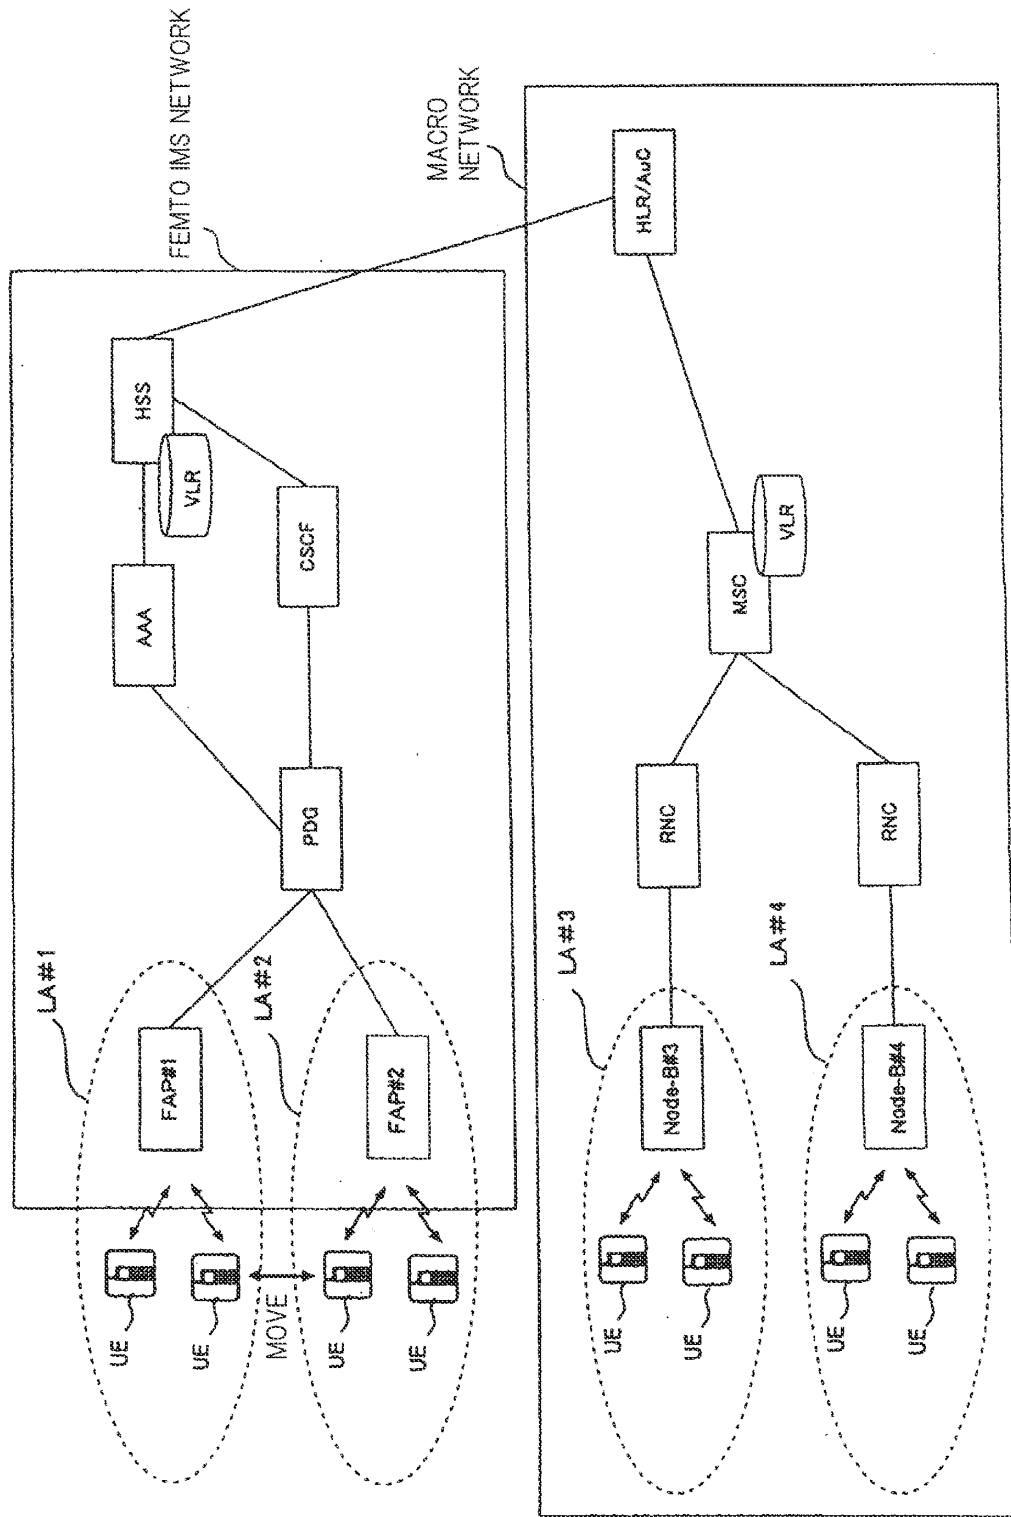 FEMTO IMS NETWORK
LA#1
UE
UE
FAP#1
AAA
HSS
VLR
MOVE
LA#2
UE
UE
FAP#2
PDG
CSCF
MACRO
NETWORK
LA#3
UE
UE
Node-B#3
RNC
MSC
VLR
HLR/AuC
LA#4
UE
UE
Node-B#4
RNC